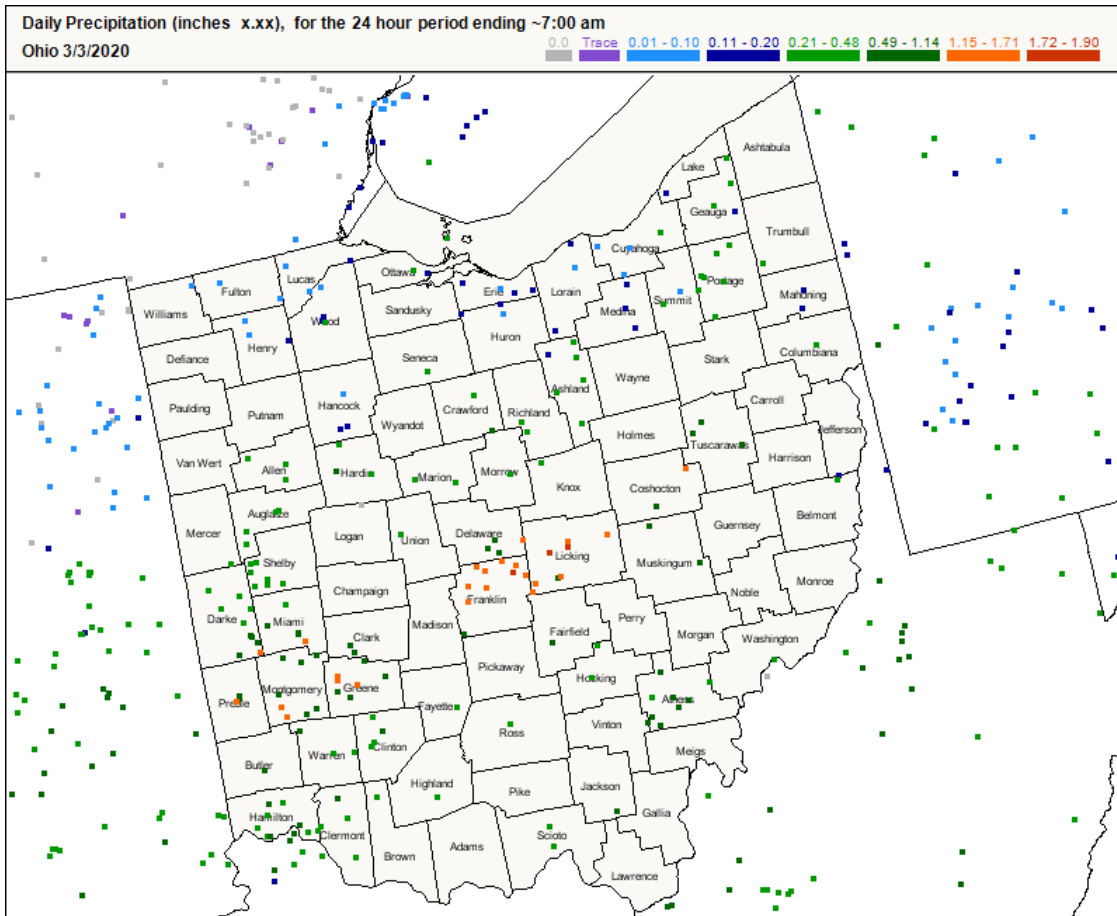 Daily Precipitation (inches x.xx), for the 24 hour period ending ~7:00 am
Ohio 3/3/2020
0.0 Trace 0.01 - 0.10 0.11 - 0.20 0.21 - 0.48 0.49 - 1.14 1.15 - 1.71 1.72 - 1.90
Ashtabula
Lake
Geauga
Trumbull
Cuyahoga
Ottawa
Lucas
Portage
Fulton
Erie
Lorain
Summit
Mahoning
Williams
Sandusky
Medina
Wood
Huron
Henry
Columbiana
Defiance
Seneca
Stark
Wayne
Ashland
Carroll
Paulding
Putnam
Hancock
Crawford
Richland
Wyandot
Jefferson
Holmes
Tuscarawas
Harrison
Van Wert
Allen
Hardin
Marion
Morrow
Knox
Coshocton
Auglaize
Belmont
Mercer
Logan
Union
Delaware
Guernsey
Shelby
Licking
Muskingum
Monroe
Champaign
Noble
Franklin
Darke
Miami
Madison
Perry
Clark
Fairfield
Morgan
Washington
Pickaway
Hocking
Montgomery
Greene
Preble
Fayette
Athens
Ross
Vinton
Clinton
Warren
Meigs
Butler
Highland
Pike
Jackson
Gallia
Hamilton
Clermont
Scioto
Adams
Brown
Lawrence